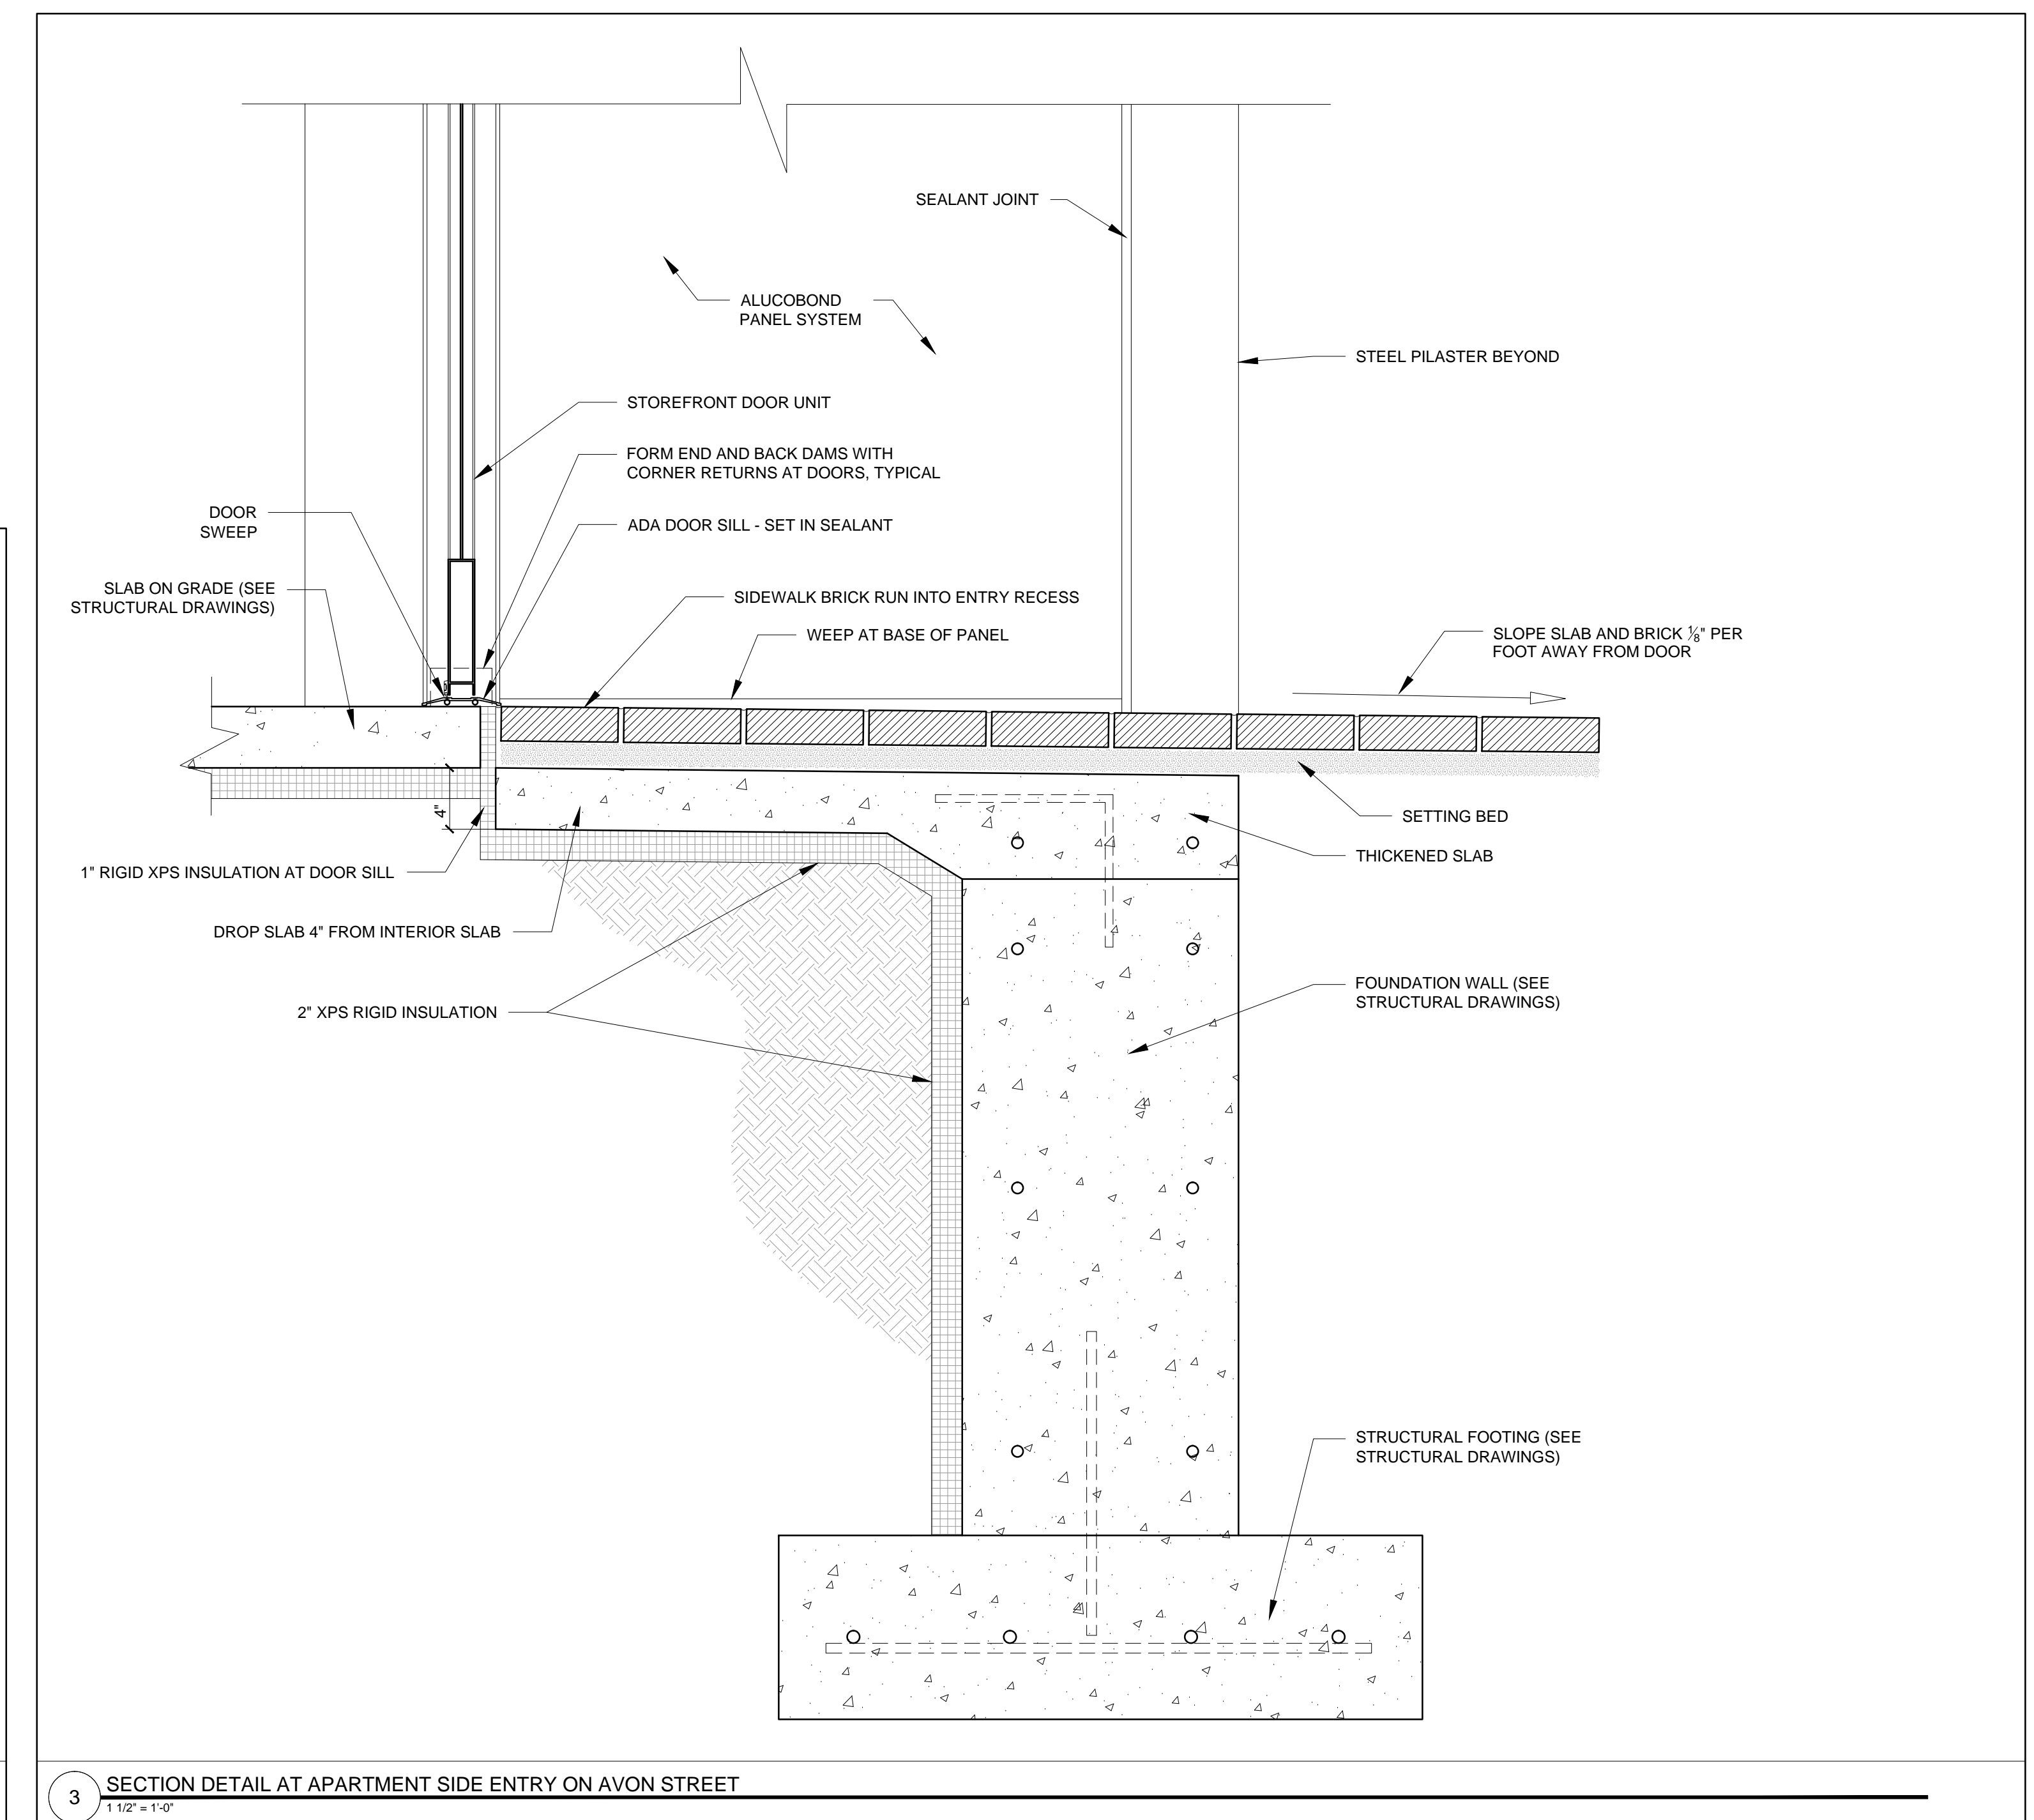 SEALANT JOINT
ALUCOBOND
PANEL SYSTEM
STEEL PILASTER BEYOND
STOREFRONT DOOR UNIT
FORM END AND BACK DAMS WITH
CORNER RETURNS AT DOORS, TYPICAL
DOOR
SWEEP
ADA DOOR SILL - SET IN SEALANT
SLAB ON GRADE (SEE
STRUCTURAL DRAWINGS)
SIDEWALK BRICK RUN INTO ENTRY RECESS
WEEP AT BASE OF PANEL
SLOPE SLAB AND BRICK ⅛" PER
FOOT AWAY FROM DOOR
4"
SETTING BED
THICKENED SLAB
1" RIGID XPS INSULATION AT DOOR SILL
DROP SLAB 4" FROM INTERIOR SLAB
FOUNDATION WALL (SEE
STRUCTURAL DRAWINGS)
2" XPS RIGID INSULATION
STRUCTURAL FOOTING (SEE
STRUCTURAL DRAWINGS)
3
SECTION DETAIL AT APARTMENT SIDE ENTRY ON AVON STREET
1 1/2" = 1'-0"